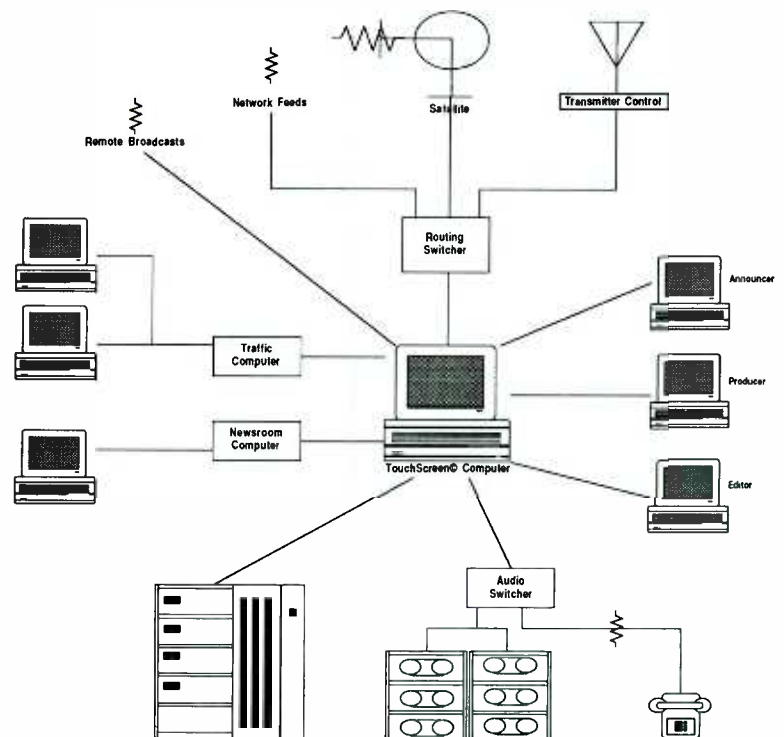 Network Feeds
Satellite
Transmitter Control
Remote Broadcasts
Routing
Switcher
Announcer
Traffic
Computer
Producer
Newsroom
Computer
TouchScreen© Computer
Editor
Audio
Switcher